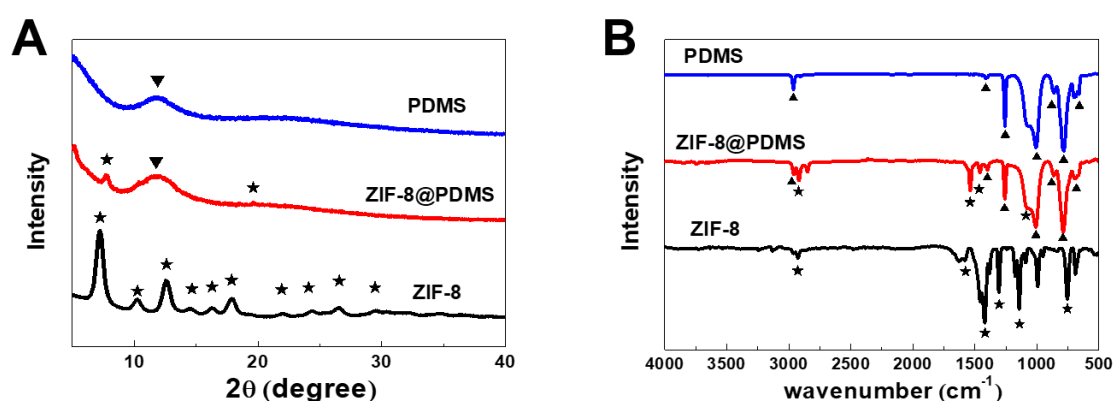 A
Intensity
PDMS
ZIF-8@PDMS
ZIF-8
10 20 30 40
2θ (degree)
B
Intensity
PDMS
ZIF-8@PDMS
ZIF-8
4000 3500 3000 2500 2000 1500 1000 500
wavenumber (cm⁻¹)